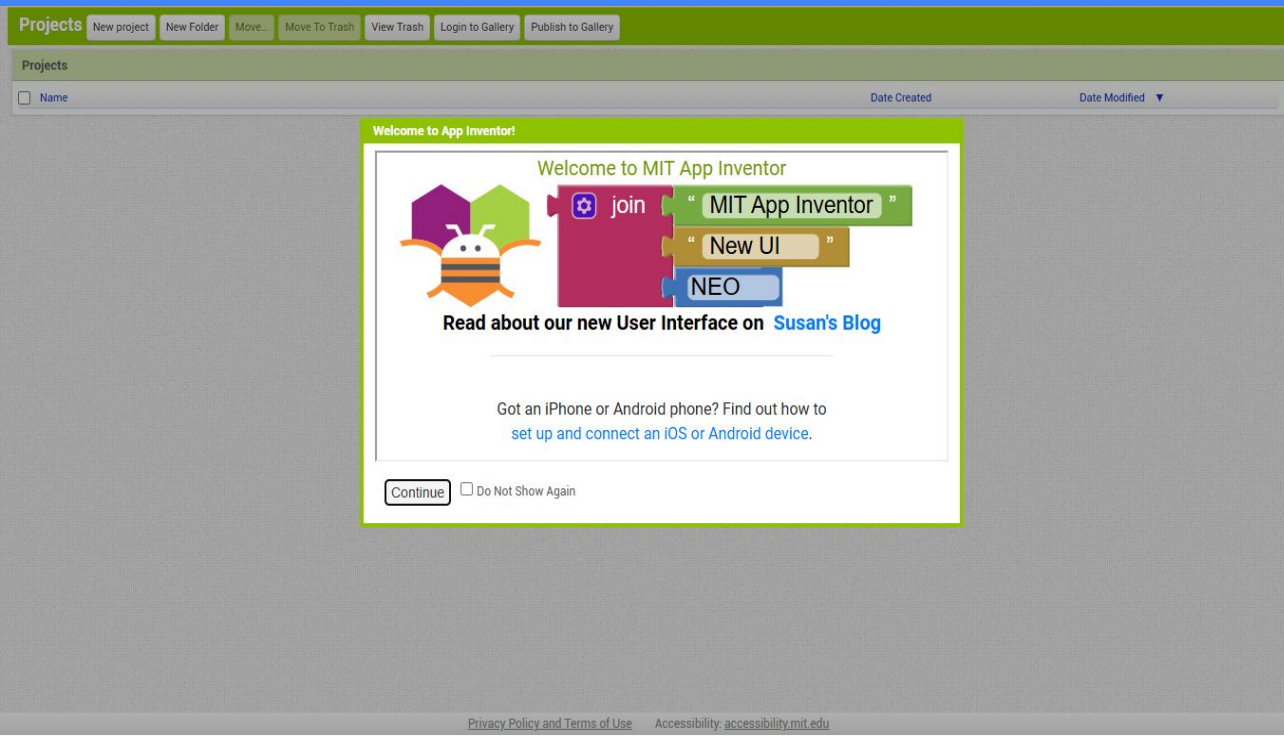 Projects New project New Folder Move... Move To Trash View Trash Login to Gallery Publish to Gallery
Projects
Name Date Created Date Modified ▼
Welcome to App Inventor!
Welcome to MIT App Inventor
join “ MIT App Inventor ”
“ New UI ”
NEO
Read about our new User Interface on Susan's Blog
Got an iPhone or Android phone? Find out how to
set up and connect an iOS or Android device.
Continue Do Not Show Again
Privacy Policy and Terms of Use Accessibility: accessibility.mit.edu